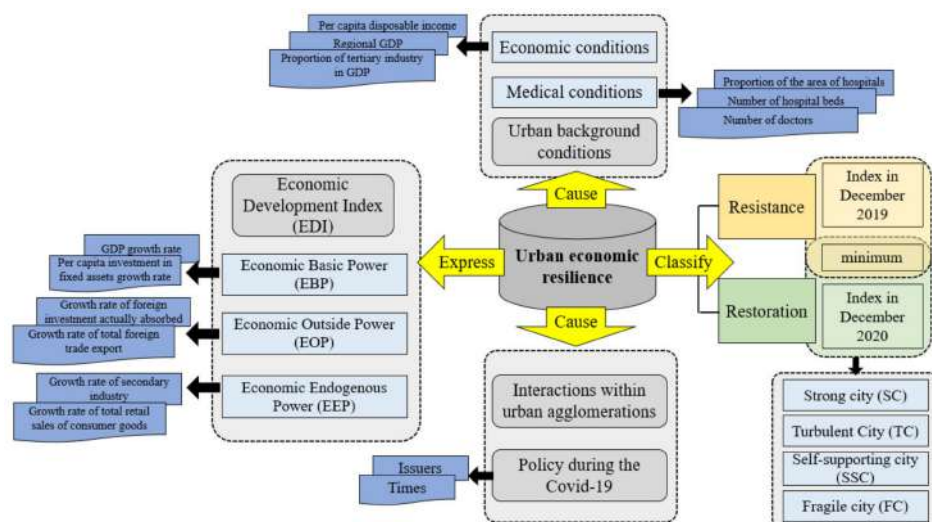 Per capita disposable income
Regional GDP
Proportion of tertiary industry
in GDP
Economic conditions
Medical conditions
Proportion of the area of hospitals
Number of hospital beds
Number of doctors
Urban background
conditions
Cause
Economic
Development Index
(EDI)
GDP growth rate
Per capita investment in
fixed assets growth rate
Economic Basic Power
(EBP)
Growth rate of foreign
investment actually absorbed
Growth rate of total foreign
trade export
Economic Outside Power
(EOP)
Growth rate of secondary
industry
Growth rate of total retail
sales of consumer goods
Economic Endogenous
Power (EEP)
Express
Urban economic
resilience
Classify
Resistance
Index in
December
2019
minimum
Restoration
Index in
December
2020
Cause
Interactions within
urban agglomerations
Policy during the
Covid-19
Issuers
Times
Strong city (SC)
Turbulent City (TC)
Self-supporting city
(SSC)
Fragile city (FC)